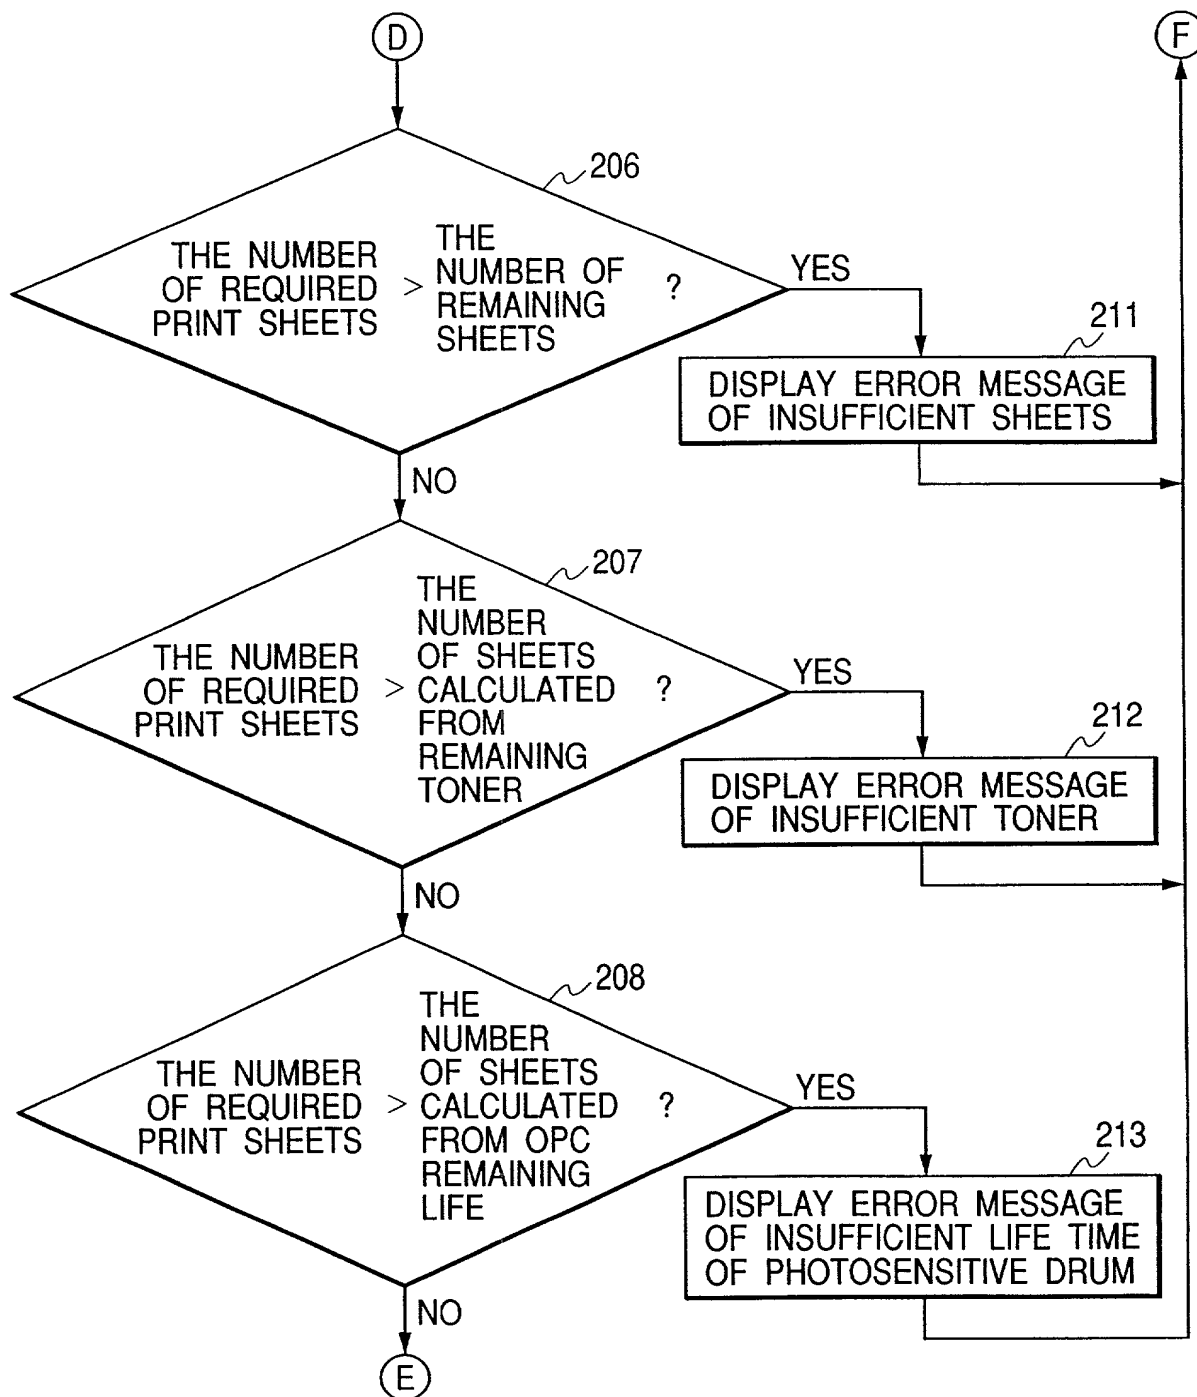 D
F
206
THE NUMBER
OF REQUIRED
PRINT SHEETS
>
THE
NUMBER OF
REMAINING
SHEETS
?
YES
211
DISPLAY ERROR MESSAGE
OF INSUFFICIENT SHEETS
NO
207
THE NUMBER
OF REQUIRED
PRINT SHEETS
>
THE
NUMBER
OF SHEETS
CALCULATED
FROM
REMAINING
TONER
?
YES
212
DISPLAY ERROR MESSAGE
OF INSUFFICIENT TONER
NO
208
THE NUMBER
OF REQUIRED
PRINT SHEETS
>
THE
NUMBER
OF SHEETS
CALCULATED
FROM OPC
REMAINING
LIFE
?
YES
213
DISPLAY ERROR MESSAGE
OF INSUFFICIENT LIFE TIME
OF PHOTOSENSITIVE DRUM
NO
E